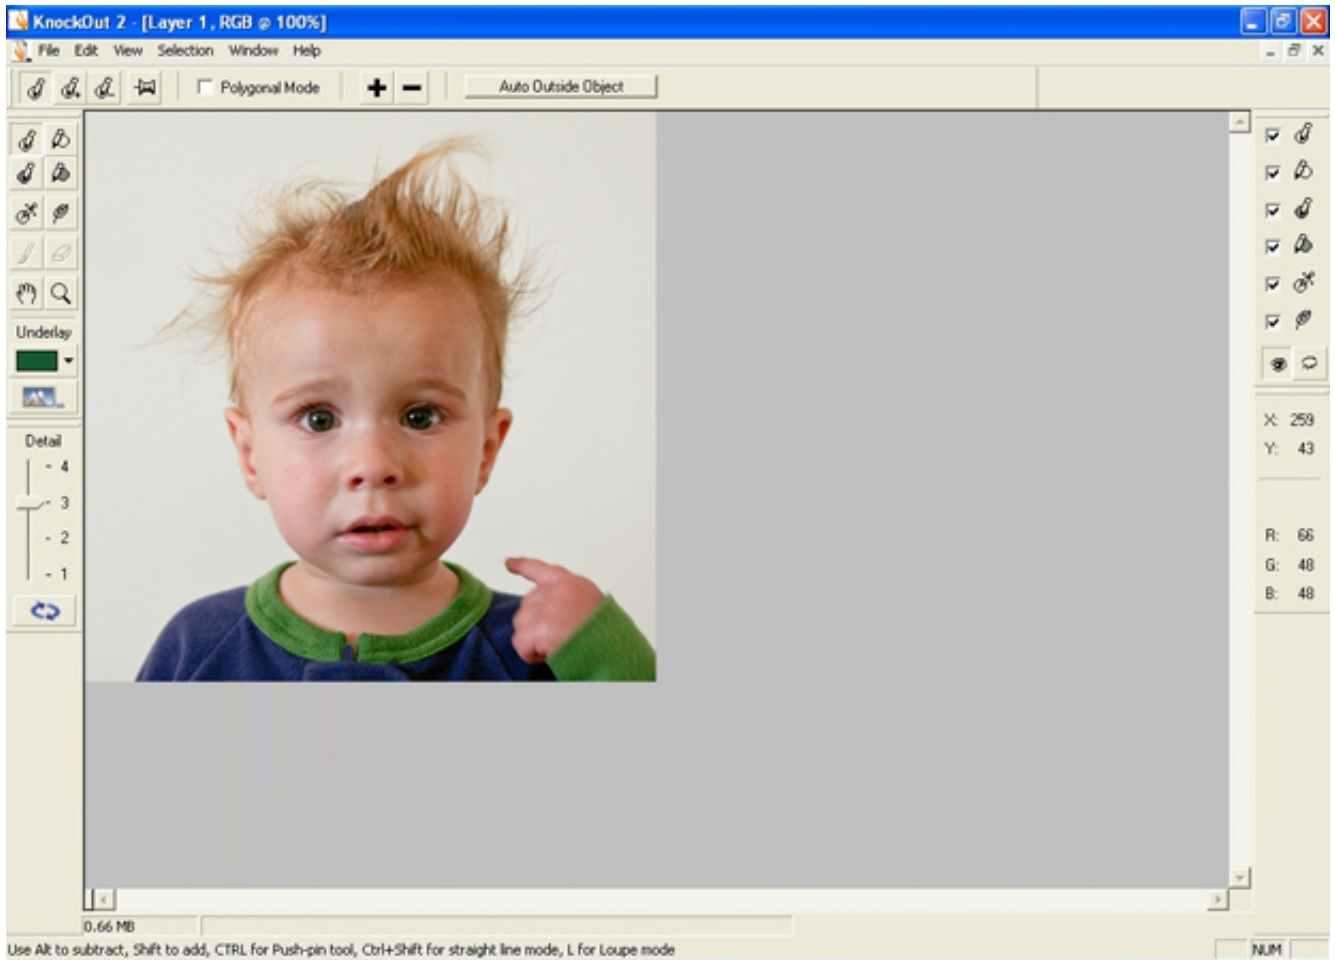 KnockOut 2 - [Layer 1, RGB @ 100%]
File Edit View Selection Window Help
Polygonal Mode
Auto Outside Object
Underlay
Detail
- 4
- 3
- 2
- 1
X: 259
Y: 43
R: 66
G: 48
B: 48
0.66 MB
Use Alt to subtract, Shift to add, CTRL for Push-pin tool, Ctrl+Shift for straight line mode, L for Loupe mode
NUM